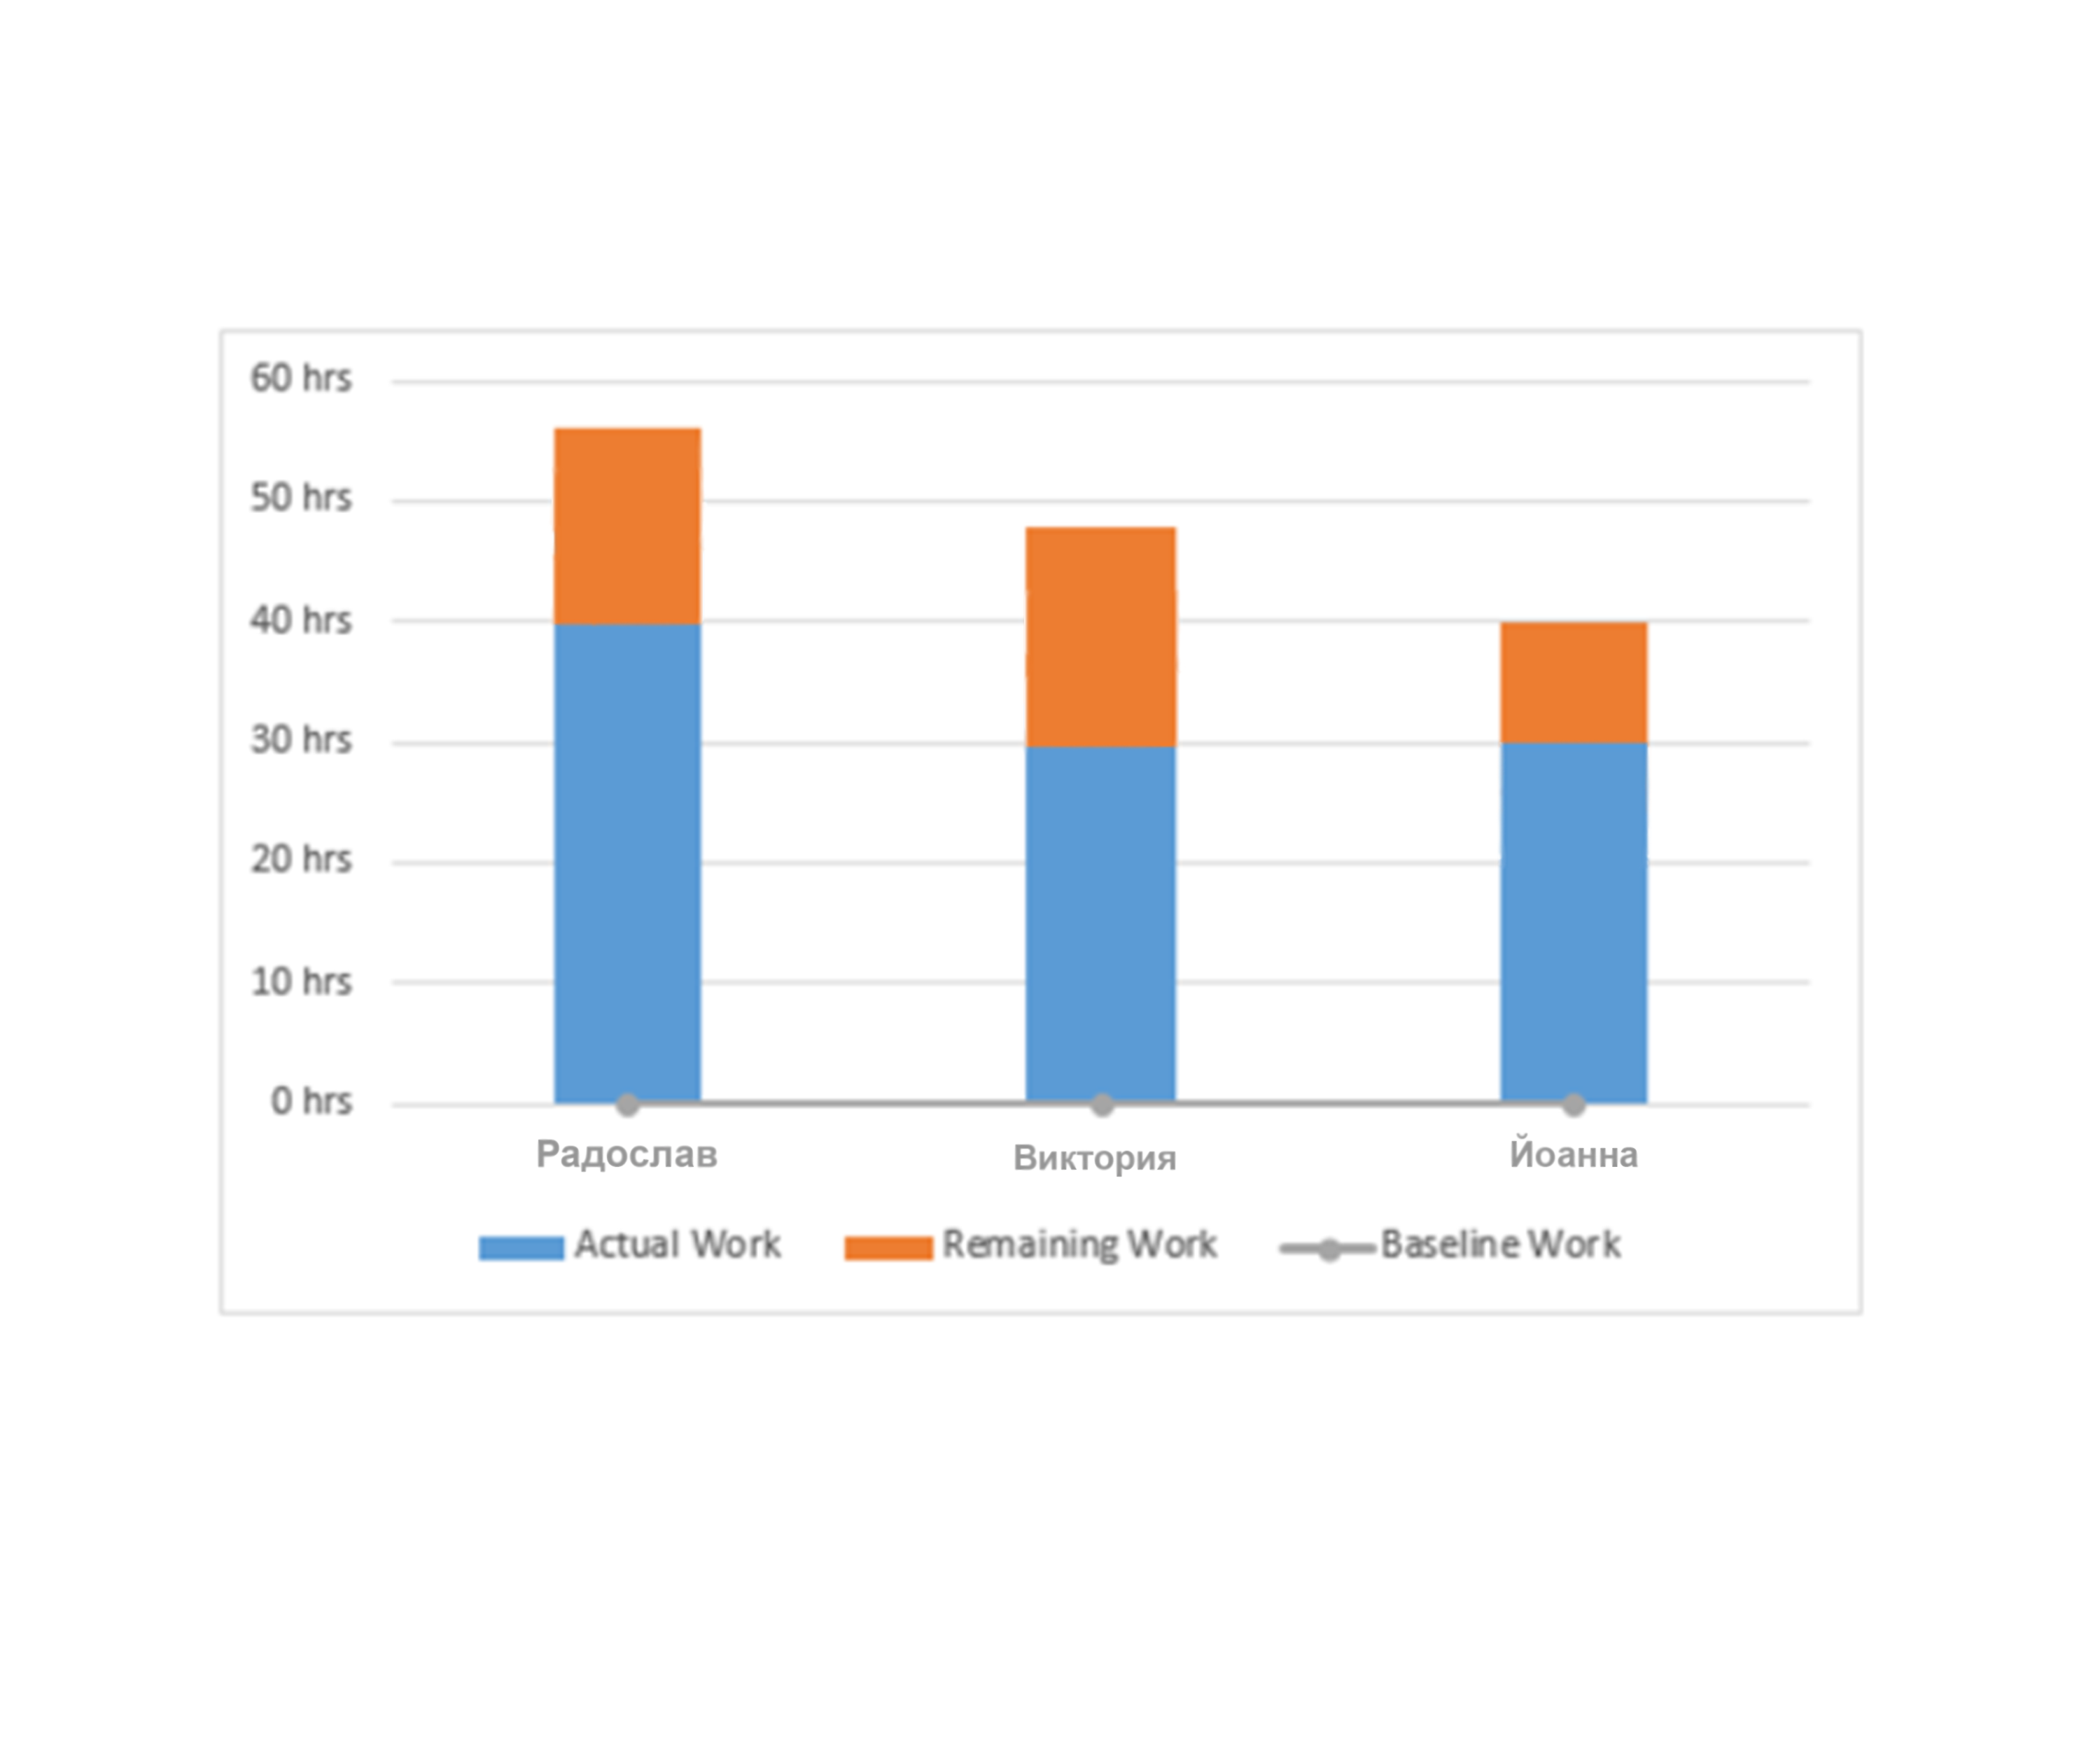 60 hrs
50 hrs
40 hrs
30 hrs
20 hrs
10 hrs
0 hrs
Радослав Виктория Йоанна
Actual Work Remaining Work Baseline Work